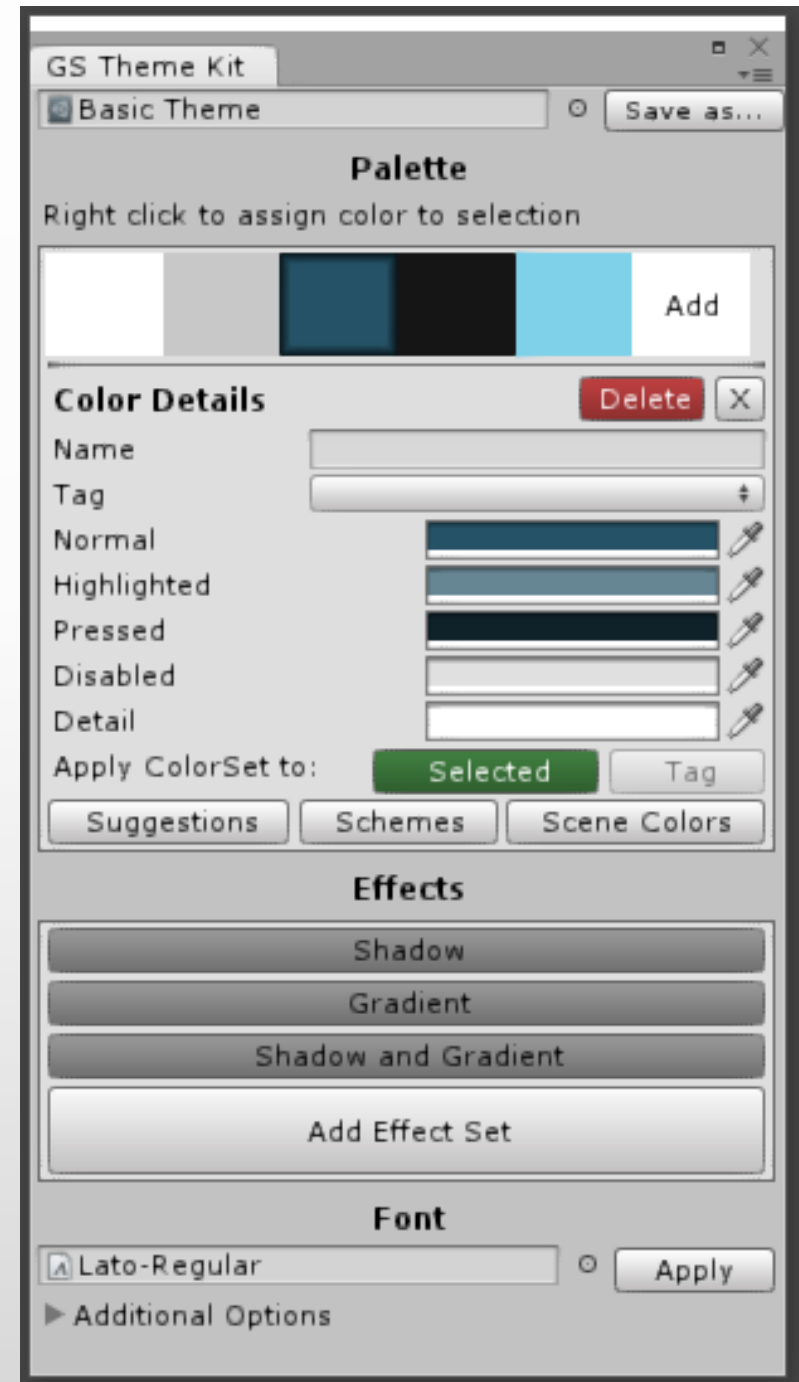 GS Theme Kit
Basic Theme Save as...
Palette
Right click to assign color to selection
Add
Color Details Delete X
Name
Tag
Normal
Highlighted
Pressed
Disabled
Detail
Apply ColorSet to: Selected Tag
Suggestions Schemes Scene Colors
Effects
Shadow
Gradient
Shadow and Gradient
Add Effect Set
Font
Lato-Regular Apply
Additional Options